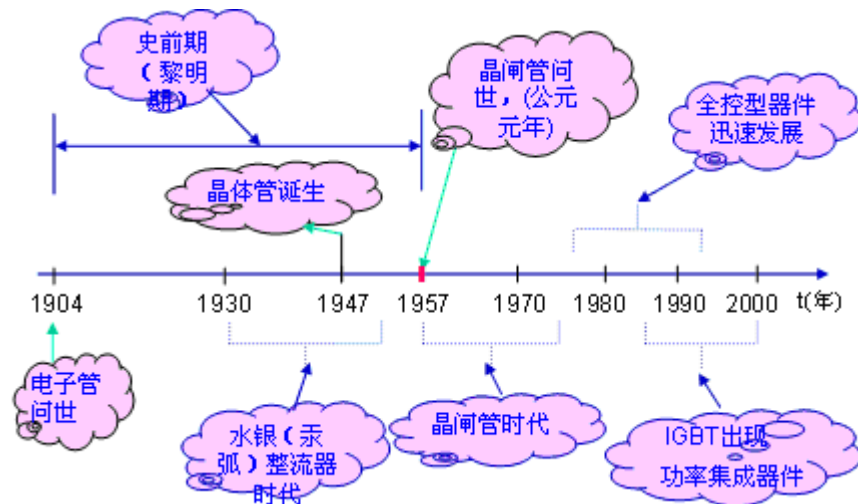 史前期
（黎明
期）
晶闸管问
世，(公元
元年)
全控型器件
迅速发展
晶体管诞生
1904
1930
1947
1957
1970
1980
1990
2000
t(年)
电子管
问世
水银（汞
弧）整流器
时代
晶闸管时代
IGBT出现
功率集成器件